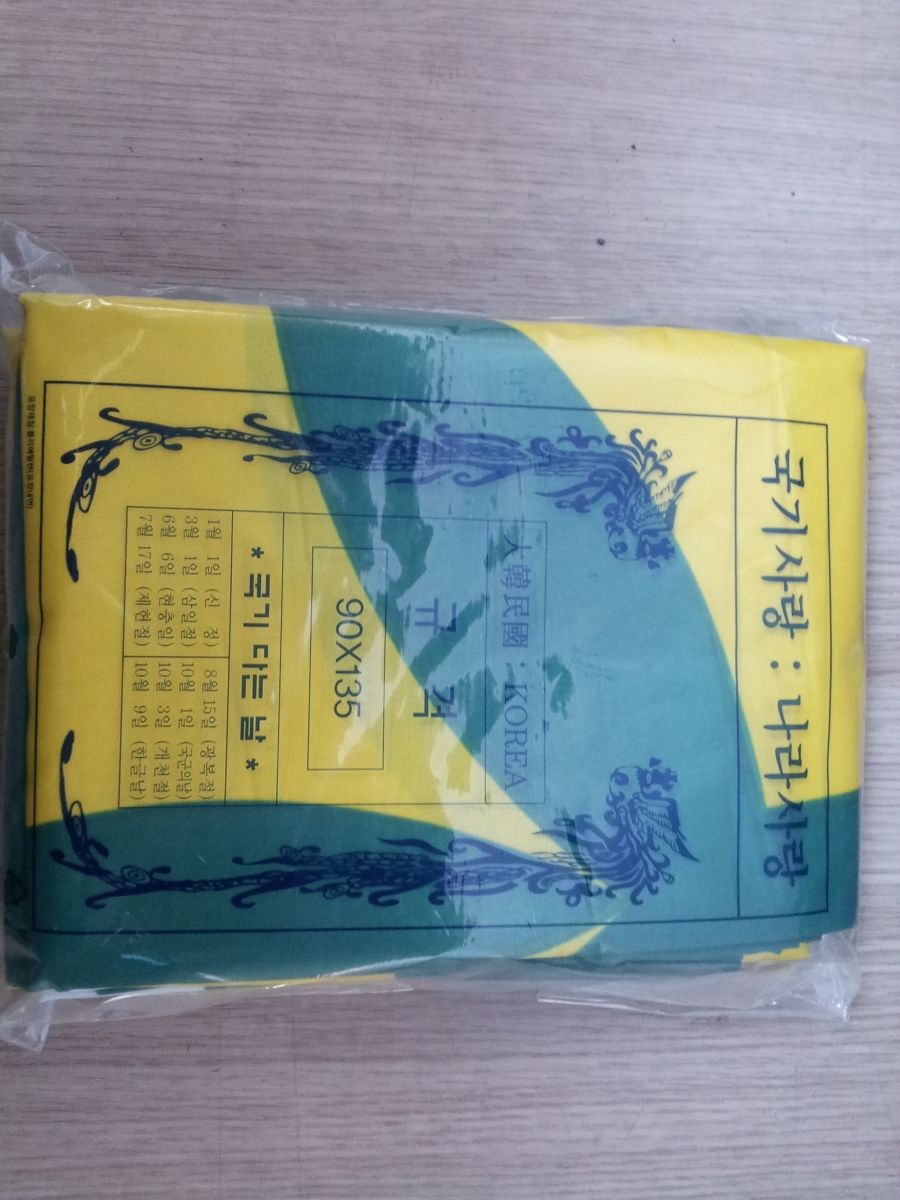 국기사랑 : 나라사랑
大韓民國 : KOREA
규 격
90X135
* 국기 다는 날 *
1월 1일 (신 정)
3월 1일 (삼일절)
6월 6일 (현충일)
7월 17일 (제헌절)
8월 15일 (광복절)
10월 1일 (국군의날)
10월 3일 (개천절)
10월 9일 (한글날)